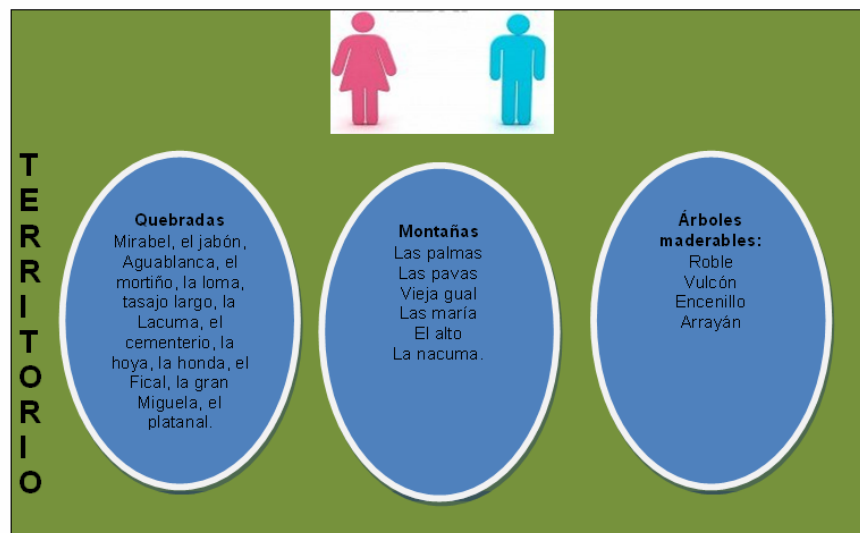 TERRITORIO
Quebradas
Mirabel, el jabón,
Aguablanca, el
mortiño, la loma,
tasajo largo, la
Lacuma, el
cementerio, la
hoya, la honda, el
Fical, la gran
Miguela, el
platanal.
Montañas
Las palmas
Las pavas
Vieja gual
Las maría
El alto
La nacuma.
Árboles
maderables:
Roble
Vulcón
Encenillo
Arrayán